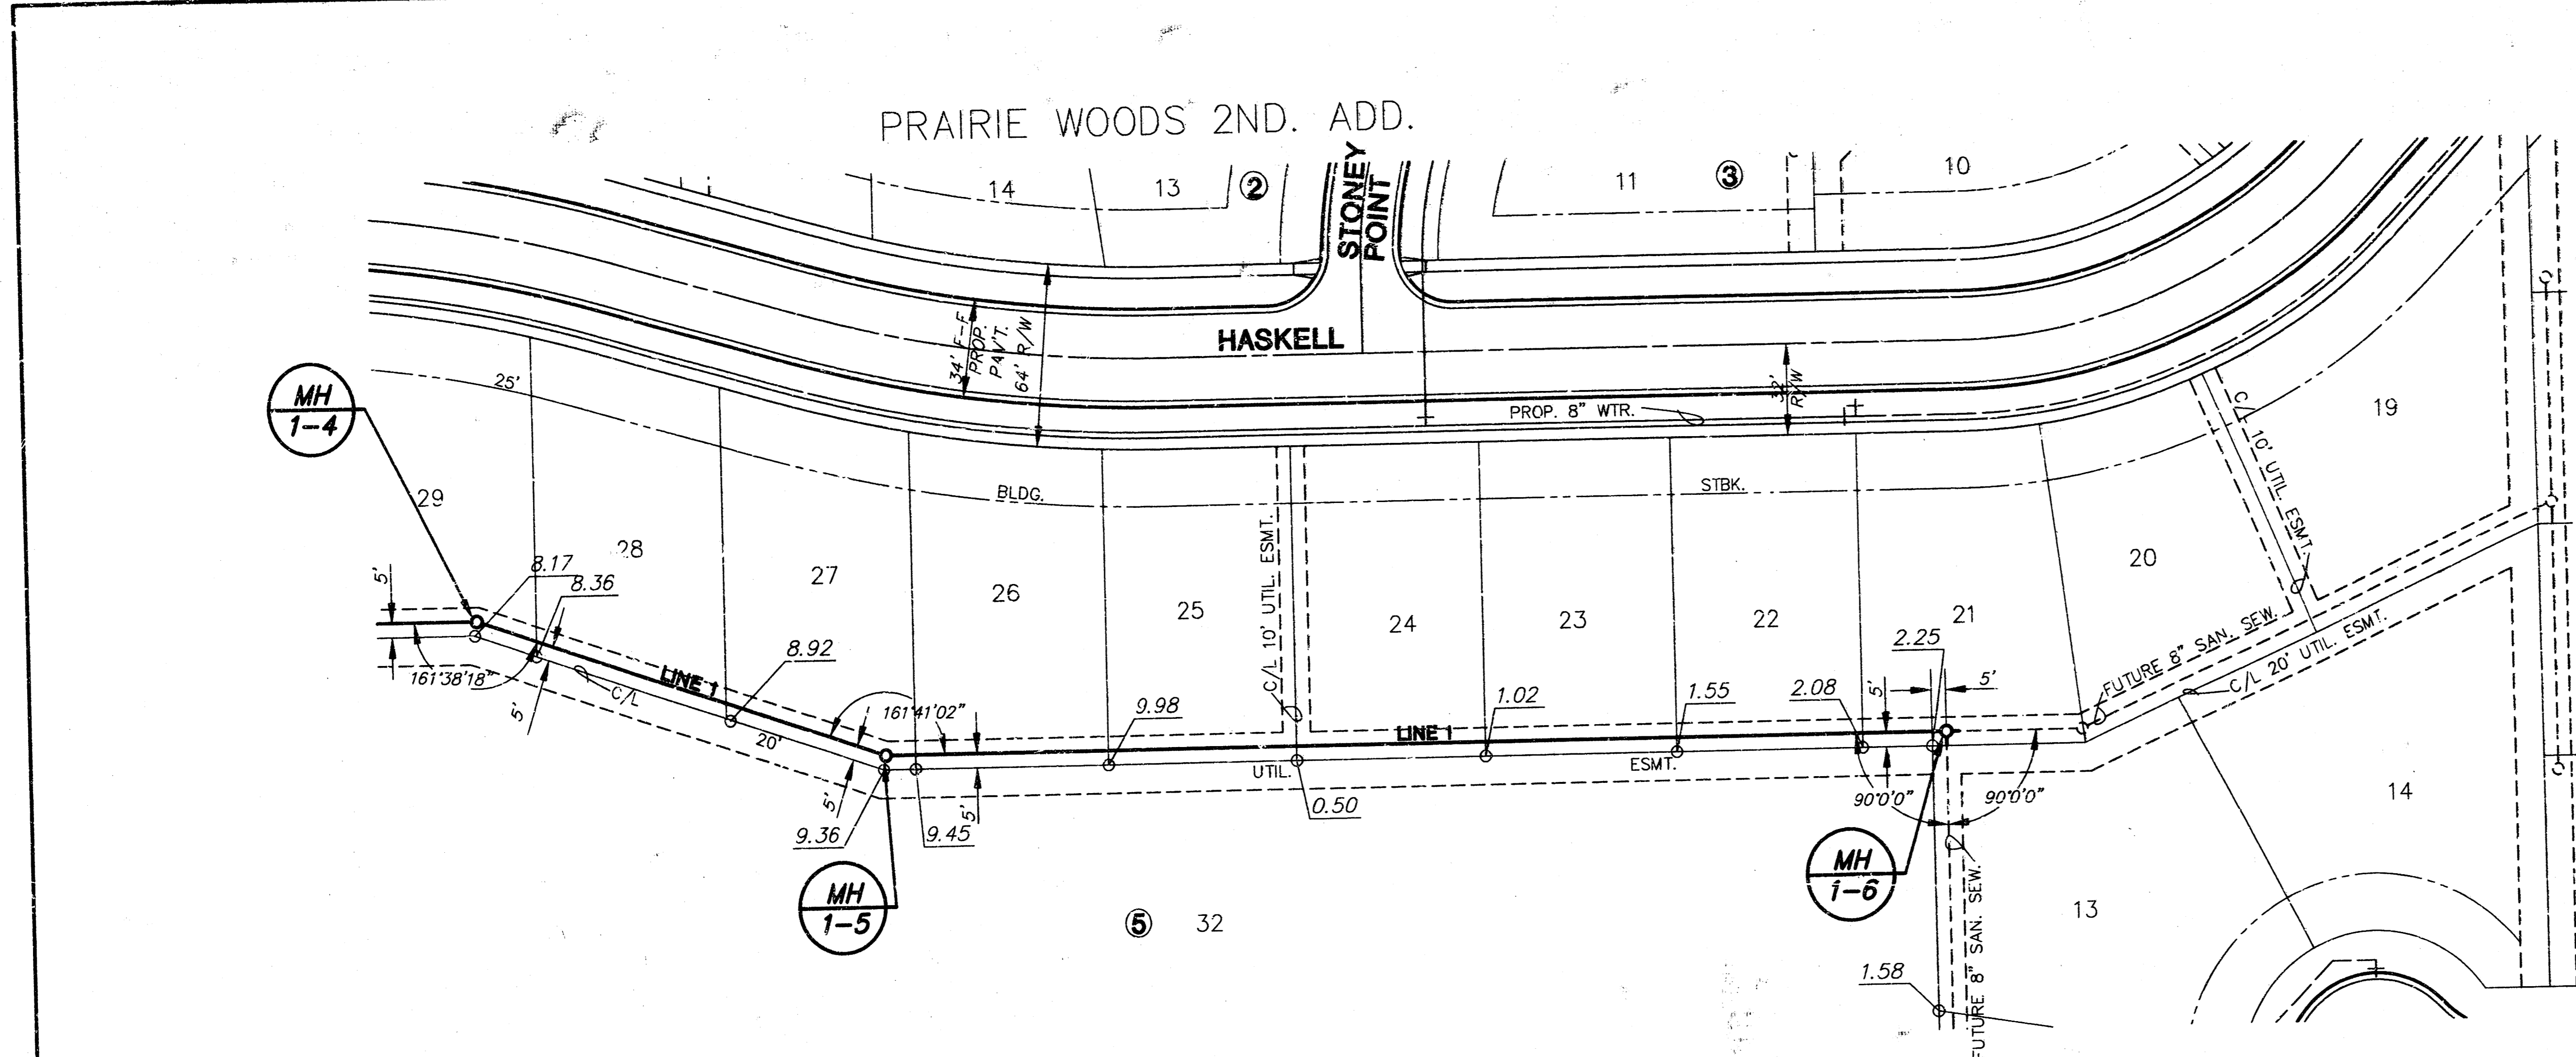 PRAIRIE WOODS 2ND. ADD.
14
13
2
STONEY
POINT
11
3
10
34' F-F
PROP.
PAV'T.
64' R/W
HASKELL
32'
R/W
PROP. 8" WTR.
MH
1-4
25'
BLDG.
STBK.
C/L 10' UTIL. ESMT.
19
29
28
27
26
25
C/L 10' UTIL. ESMT.
24
23
22
21
20
5'
8.17
8.36
161°38'18"
C/L
5'
LINE 1
8.92
20'
161°41'02"
9.98
5'
5'
9.36
9.45
UTIL.
0.50
LINE 1
1.02
ESMT.
1.55
2.08
2.25
5'
5'
90°0'0"
90°0'0"
FUTURE 8" SAN. SEW.
C/L 20' UTIL. ESMT.
14
MH
1-5
5
32
MH
1-6
1.58
FUTURE 8" SAN. SEW.
13